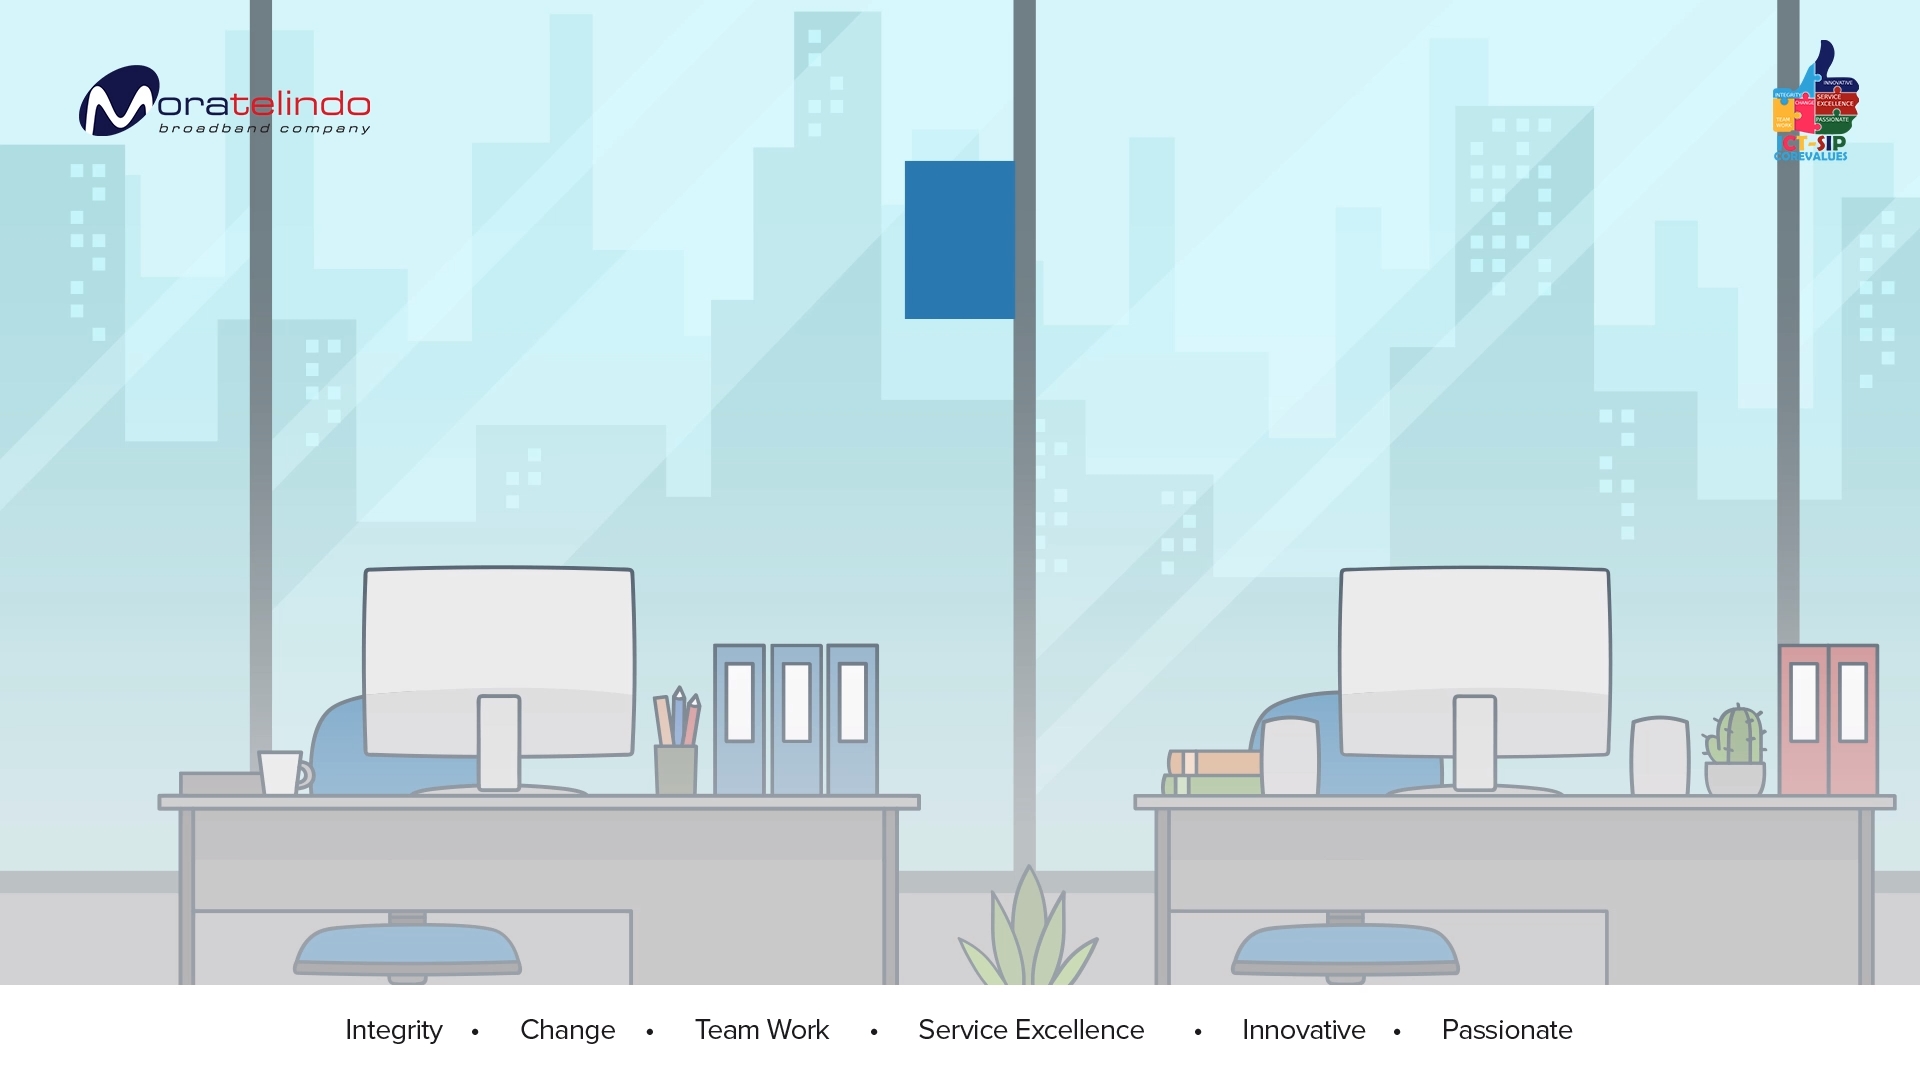 Moratelindo
broadband company
INNOVATIVE
INTEGRITY
SERVICE
EXCELLENCE
CHANGE
TEAM
WORK
PASSIONATE
CT-SIP
COREVALUES
Integrity • Change • Team Work • Service Excellence • Innovative • Passionate